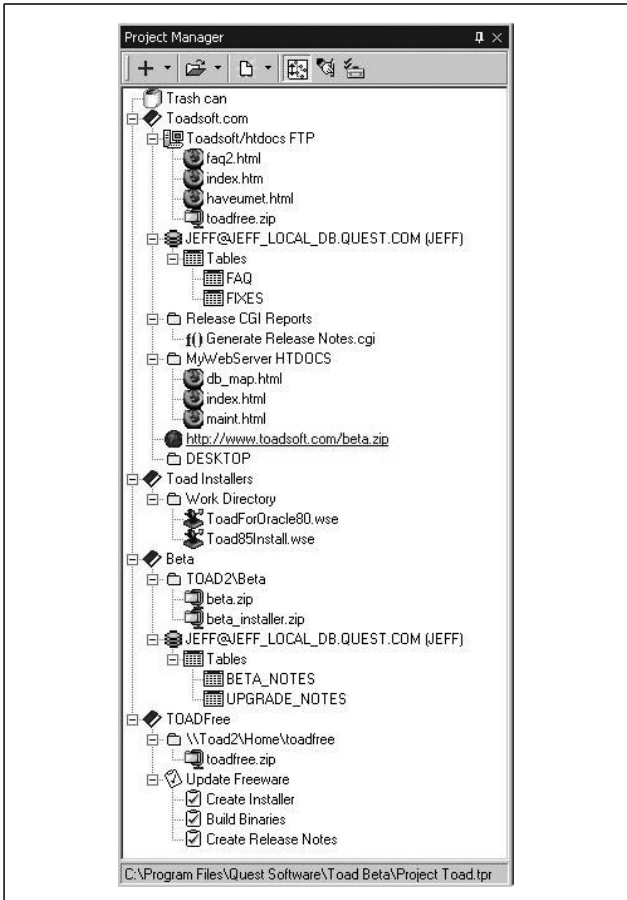 Project Manager
Trash can
Toadsoft.com
Toadsoft/htdocs FTP
faq2.html
index.htm
haveumet.html
toadfree.zip
JEFF@JEFF_LOCAL_DB.QUEST.COM (JEFF)
Tables
FAQ
FIXES
Release CGI Reports
f() Generate Release Notes.cgi
MyWebServer HTDOCS
db_map.html
index.html
maint.html
http://www.toadsoft.com/beta.zip
DESKTOP
Toad Installers
Work Directory
ToadForOracle80.wse
Toad85Install.wse
Beta
TOAD2\Beta
beta.zip
beta_installer.zip
JEFF@JEFF_LOCAL_DB.QUEST.COM (JEFF)
Tables
BETA_NOTES
UPGRADE_NOTES
TOADFree
\\Toad2\Home\toadfree
toadfree.zip
Update Freeware
Create Installer
Build Binaries
Create Release Notes
C:\Program Files\Quest Software\Toad Beta\Project Toad.tpr